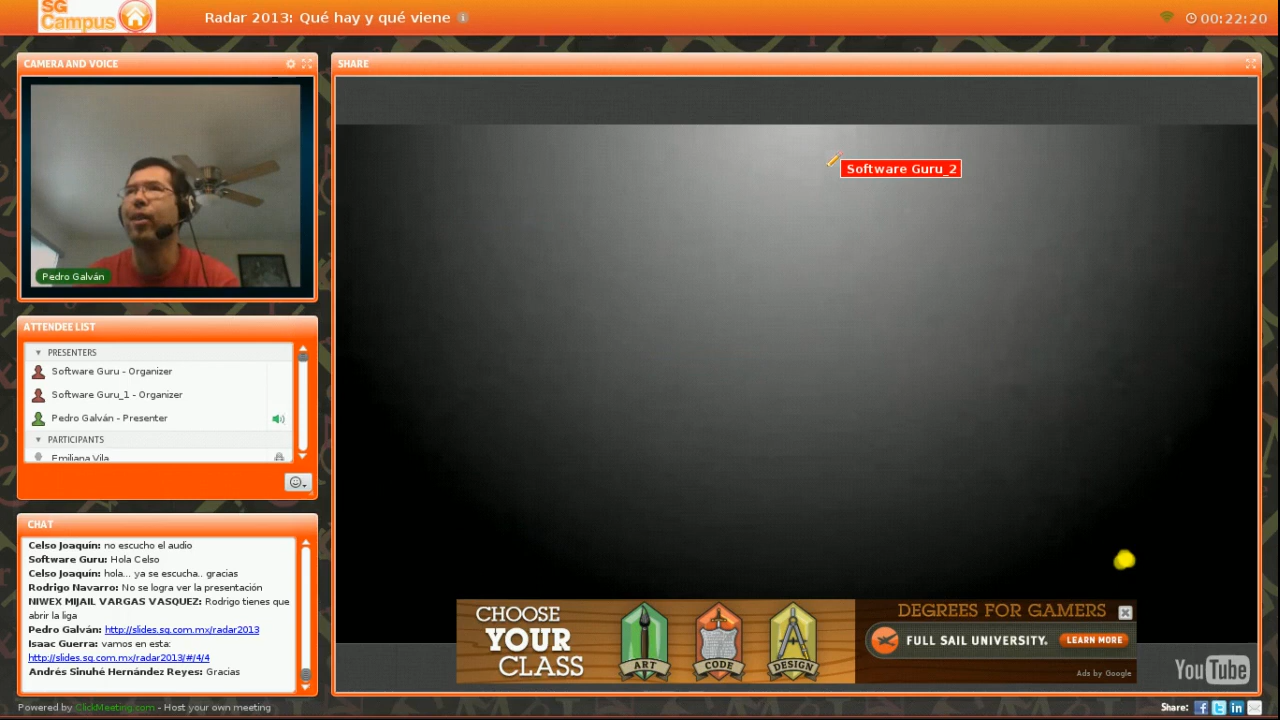 SG
Campus
Radar 2013: Qué hay y qué viene
00:22:20
CAMERA AND VOICE
Pedro Galván
ATTENDEE LIST
PRESENTERS
Software Guru - Organizer
Software Guru_1 - Organizer
Pedro Galván - Presenter
PARTICIPANTS
Emiliana Vila
CHAT
Celso Joaquín: no escucho el audio
Software Guru: Hola Celso
Celso Joaquín: hola... ya se escucha.. gracias
Rodrigo Navarro: No se logra ver la presentación
NIWEX MIJAIL VARGAS VASQUEZ: Rodrigo tienes que
abrir la liga
Pedro Galván: http://slides.sg.com.mx/radar2013
Isaac Guerra: vamos en esta:
http://slides.sg.com.mx/radar2013/#/4/4
Andrés Sinuhé Hernández Reyes: Gracias
SHARE
Software Guru_2
CHOOSE
YOUR
CLASS
ART
CODE
DESIGN
DEGREES FOR GAMERS
FULL SAIL UNIVERSITY.
LEARN MORE
Ads by Google
YouTube
Powered by ClickMeeting.com - Host your own meeting
Share: